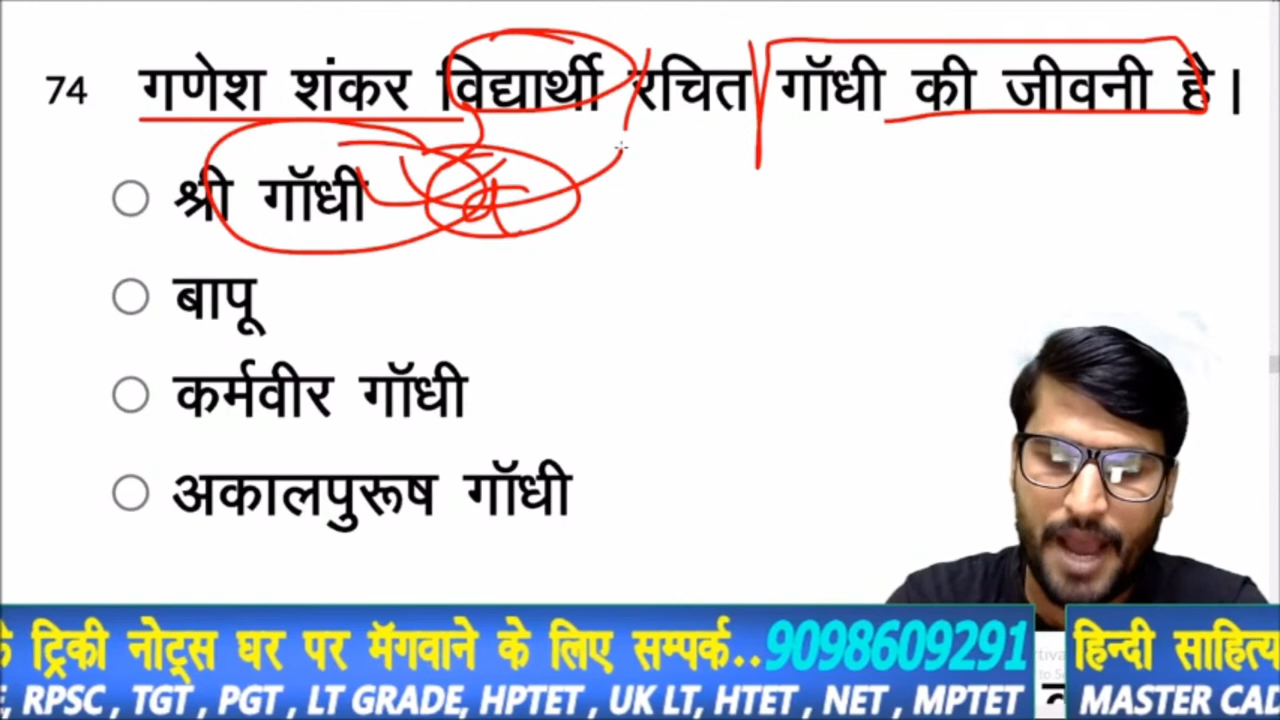 74 गणेश शंकर विद्यार्थी रचित गॉधी की जीवनी है।
श्री गॉधी
बापू
कर्मवीर गॉधी
अकालपुरूष गॉधी
के ट्रिकी नोट्स घर पर मॅगवाने के लिए सम्पर्क..9098609291
हिन्दी साहित्य
, RPSC , TGT , PGT , LT GRADE, HPTET , UK LT, HTET , NET , MPTET
MASTER CAD